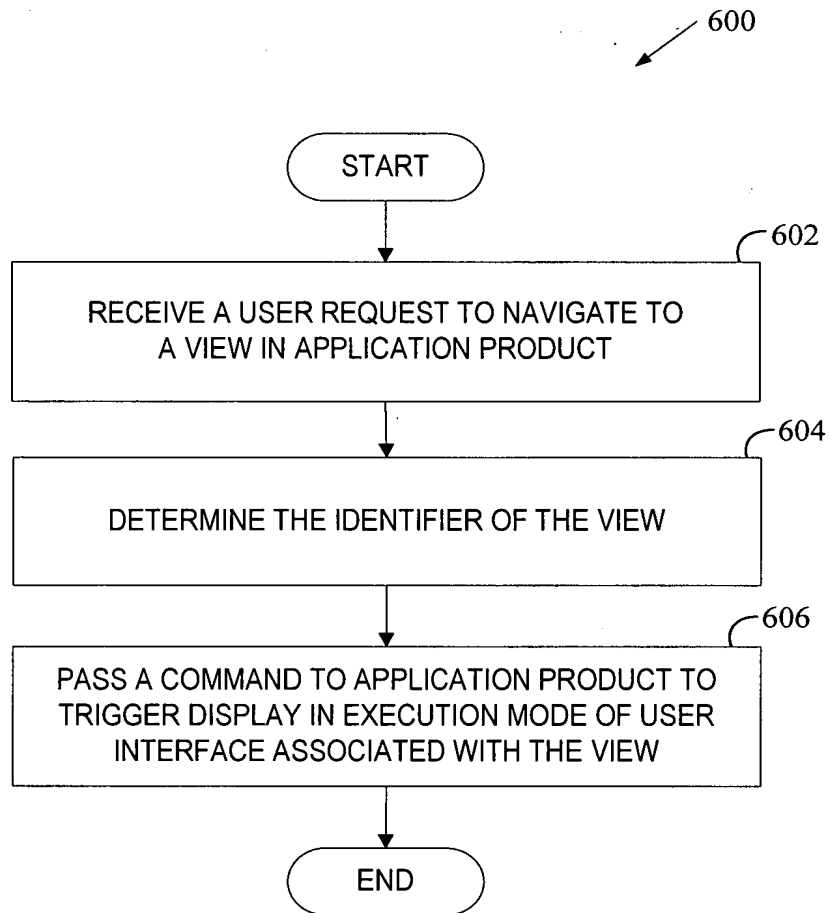 600
START
602
RECEIVE A USER REQUEST TO NAVIGATE TO
A VIEW IN APPLICATION PRODUCT
604
DETERMINE THE IDENTIFIER OF THE VIEW
606
PASS A COMMAND TO APPLICATION PRODUCT TO
TRIGGER DISPLAY IN EXECUTION MODE OF USER
INTERFACE ASSOCIATED WITH THE VIEW
END